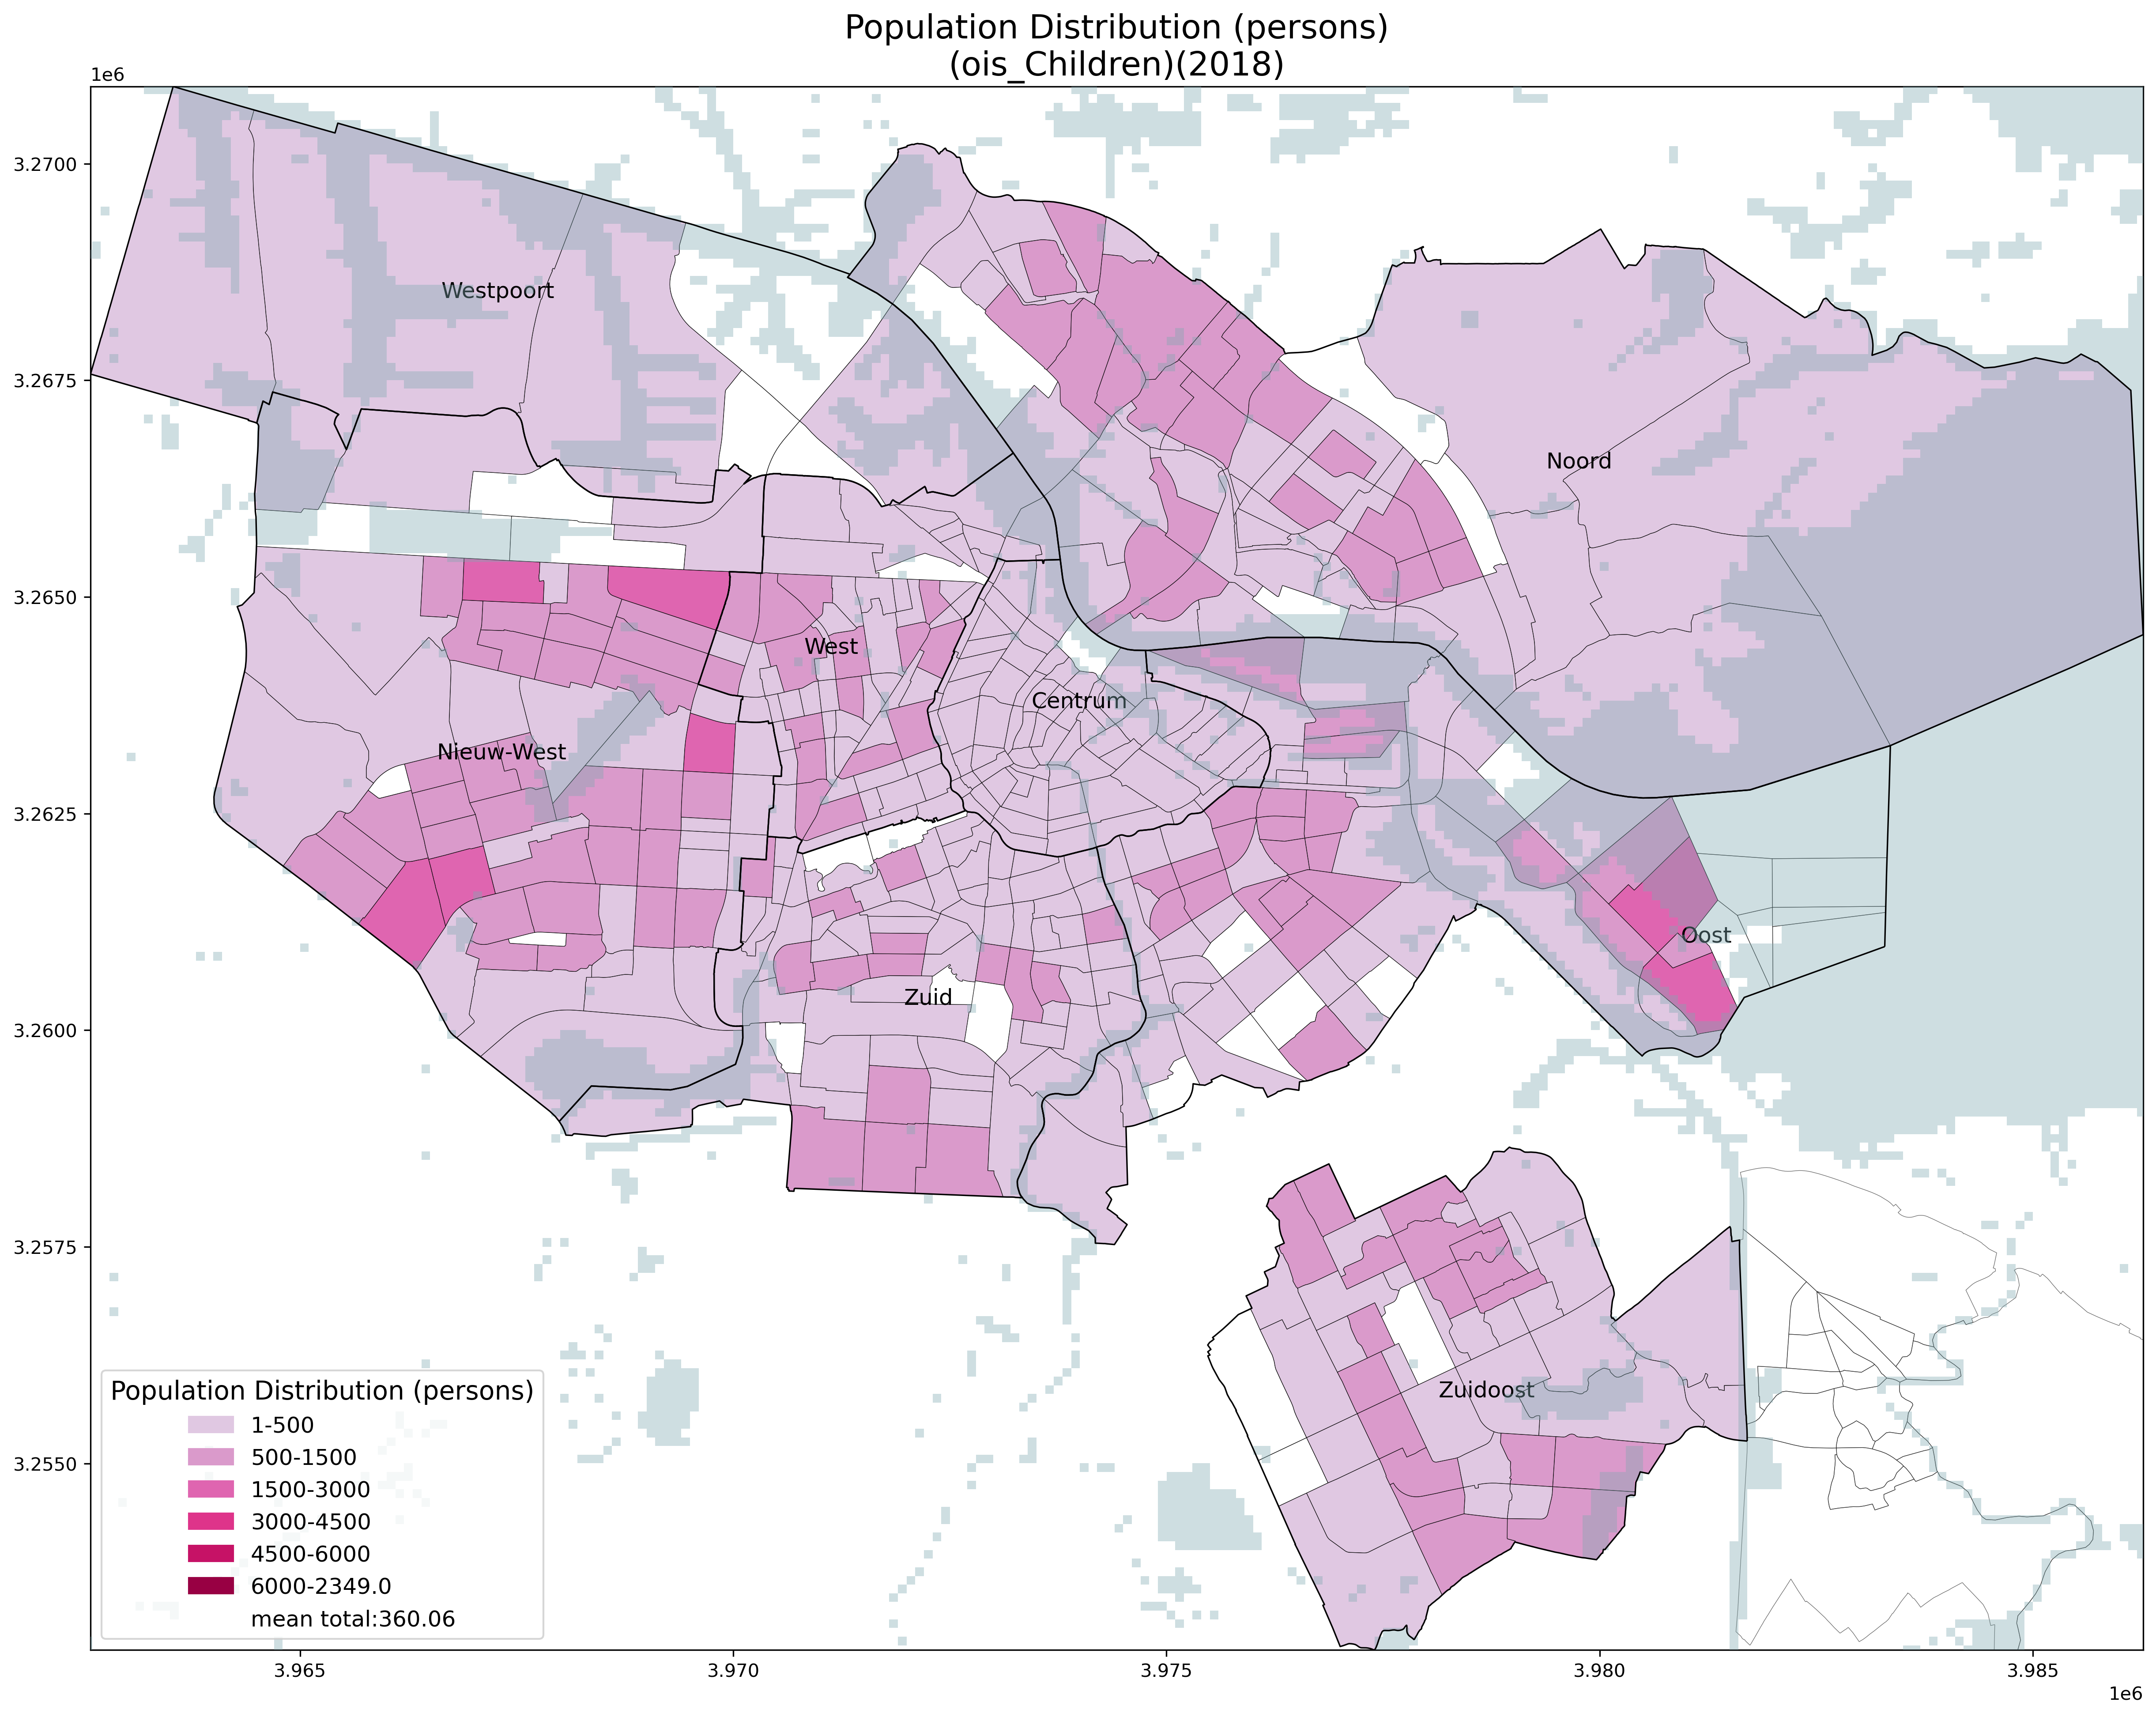 Population Distribution (persons)
(ois_Children)(2018)
1e6
3.2700
3.2675
3.2650
3.2625
3.2600
3.2575
3.2550
Westpoort
Noord
West
Centrum
Nieuw-West
Oost
Zuid
Zuidoost
Population Distribution (persons)
1-500
500-1500
1500-3000
3000-4500
4500-6000
6000-2349.0
mean total:360.06
3.965 3.970 3.975 3.980 3.985
1e6